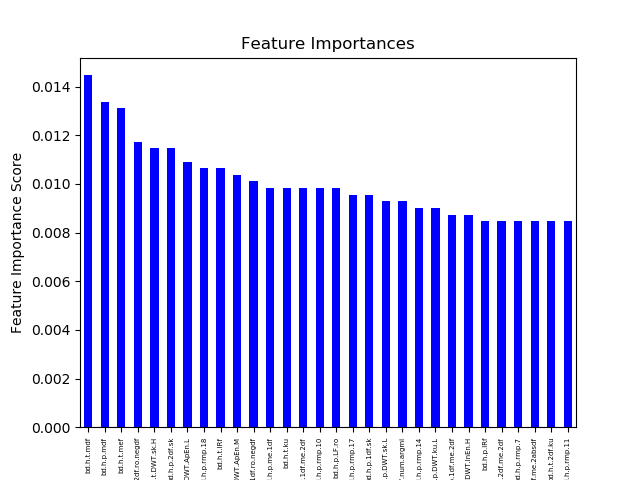 Feature Importances
Feature Importance Score
0.014
0.012
0.010
0.008
0.006
0.004
0.002
0.000
bd.h.t.mdf
bd.h.p.mdf
bd.h.t.mef
2df.ro.negdf
.t.DWT.sk.H
d.h.p.2df.sk
DWT.ApEn.L
.h.p.rmp.18
bd.h.t.IRf
DWT.ApEn.M
1df.ro.negdf
.h.p.me.1df
bd.h.t.ku
.1df.me.2df
.h.p.rmp.10
bd.h.p.LF.ro
.h.p.rmp.17
d.h.p.1df.sk
.p.DWT.sk.L
.num.argmi
.h.p.rmp.14
.p.DWT.ku.L
.1df.me.2df
DWT.InEn.H
bd.h.p.IRf
.2df.me.2df
d.h.p.rmp.7
f.me.2absdf
d.h.t.2df.ku
.h.p.rmp.11